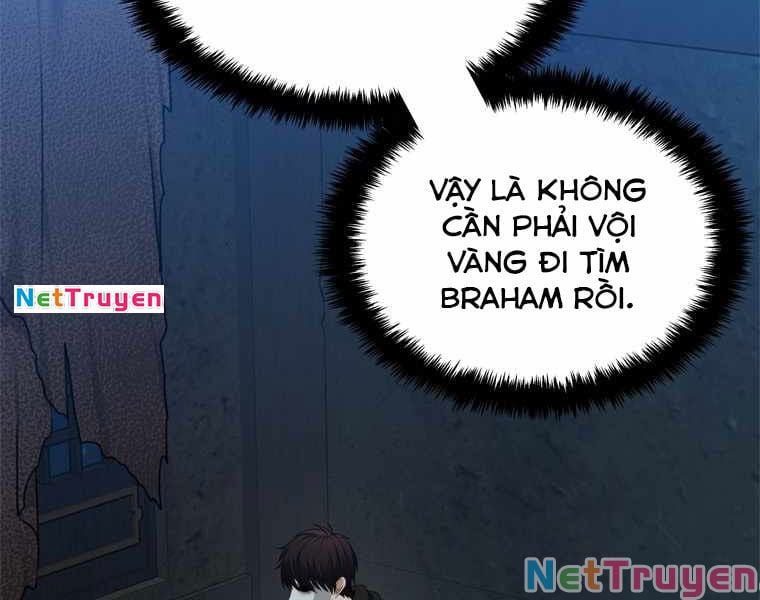 VẬY LÀ KHÔNG
CẦN PHẢI VỘI
VÀNG ĐI TÌM
BRAHAM RỒI.
NetTruyen
NetTruyen